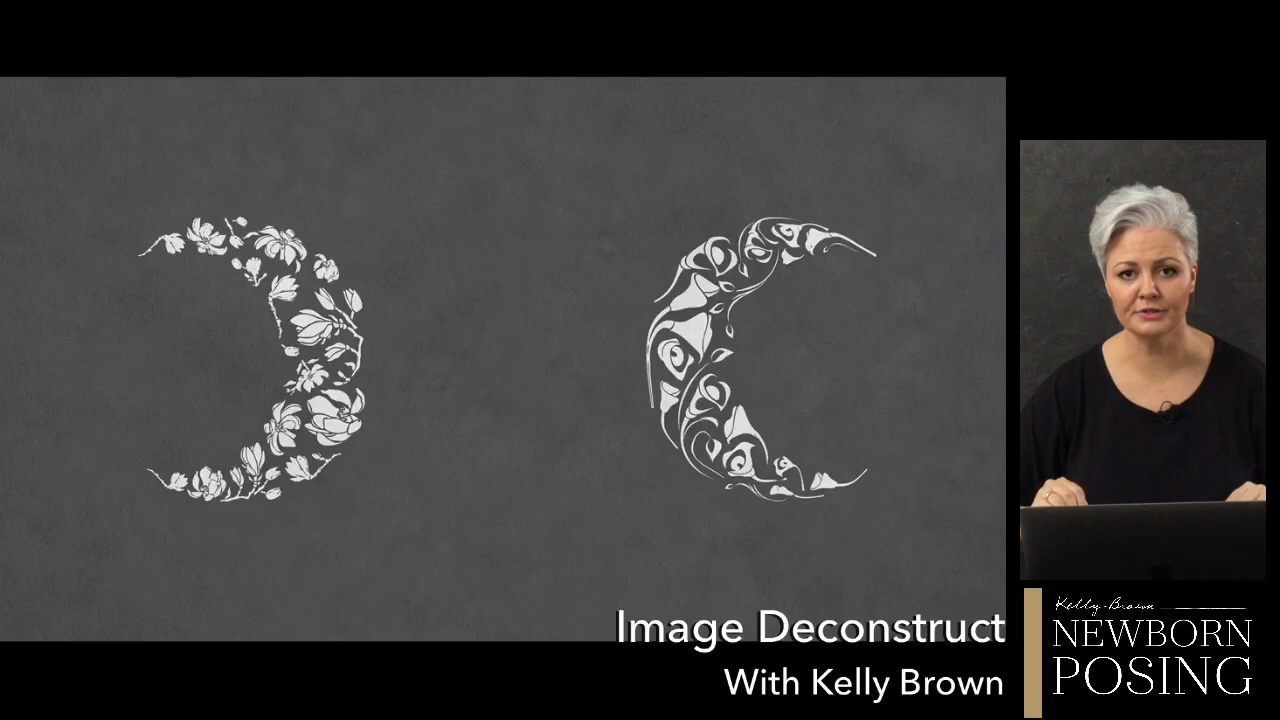 Image Deconstruct
With Kelly Brown
Kelly Brown
NEWBORN
POSING